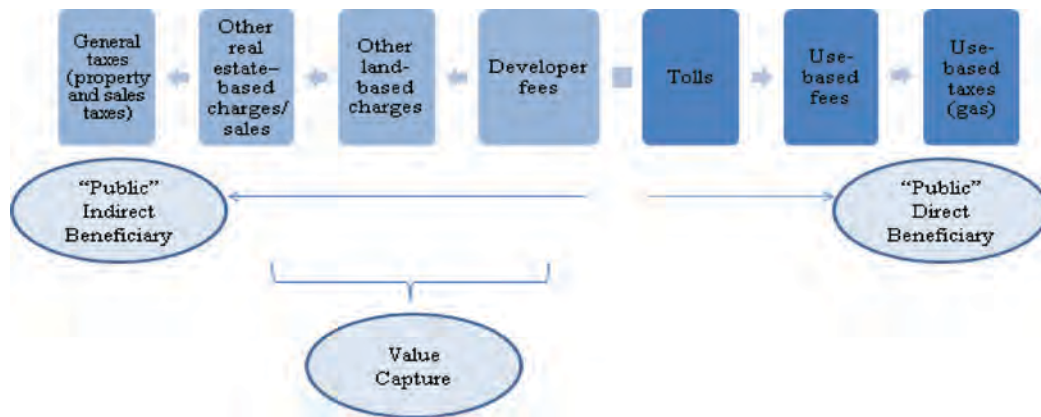 General
taxes
(property
and sales
taxes)
Other
real
estate–
based
charges/
sales
Other
land-
based
charges
Developer
fees
Tolls
Use-
based
fees
Use-
based
taxes
(gas)
“Public”
Indirect
Beneficiary
“Public”
Direct
Beneficiary
Value
Capture